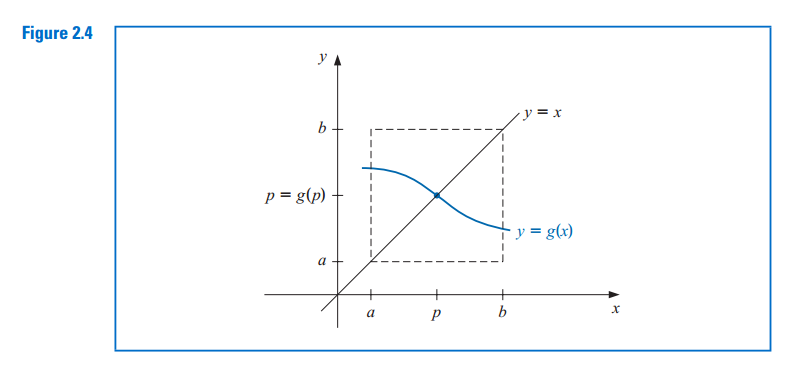 Figure 2.4
y
y = x
b
p = g(p)
y = g(x)
a
a
p
b
x